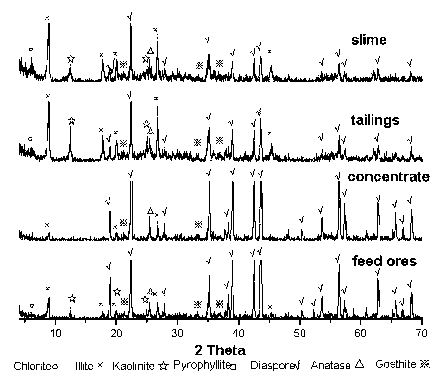 slime
tailings
concentrate
feed ores
10 20 30 40 50 60 70
2 Theta
Chlorite○ Illite × Kaolinite☆ Pyrophyllite□ Diaspore√ Anatase △ Geothite ※